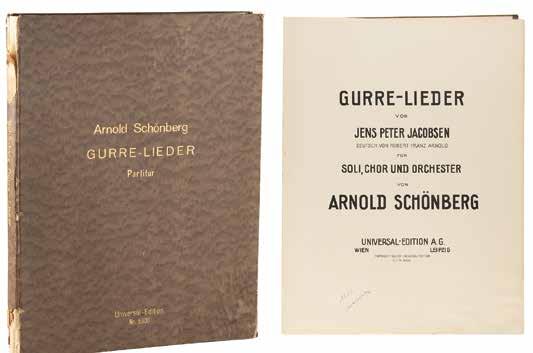 Arnold Schönberg
GURRE-LIEDER
Partitur
Universal-Edition
GURRE-LIEDER
VON
JENS PETER JACOBSEN
DEUTSCH VON ROBERT FRANZ ARNOLD
FÜR
SOLI, CHOR UND ORCHESTER
VON
ARNOLD SCHÖNBERG
UNIVERSAL-EDITION A.G.
WIEN LEIPZIG